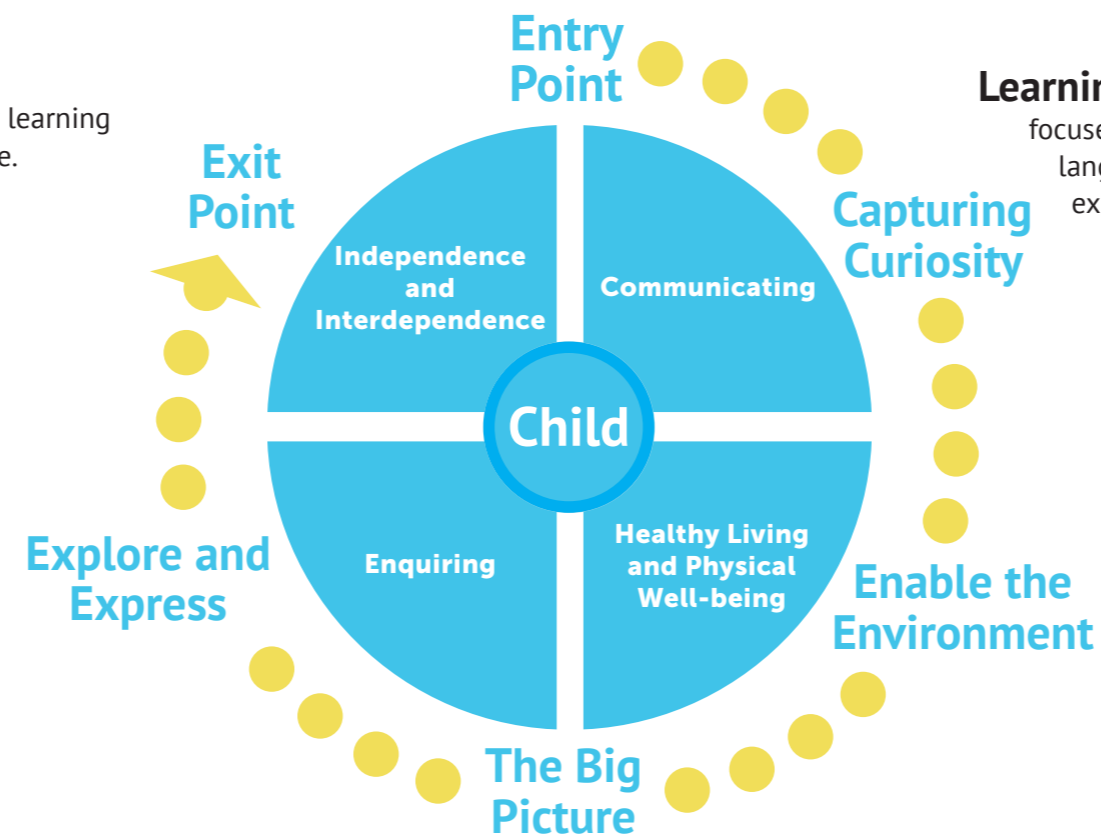 learning
e.
Entry
Point
Learnin
focuse
lang
ex
Exit
Point
Capturing
Curiosity
Independence
and
Interdependence
Communicating
Child
Enquiring
Healthy Living
and Physical
Well-being
Explore and
Express
Enable the
Environment
The Big
Picture